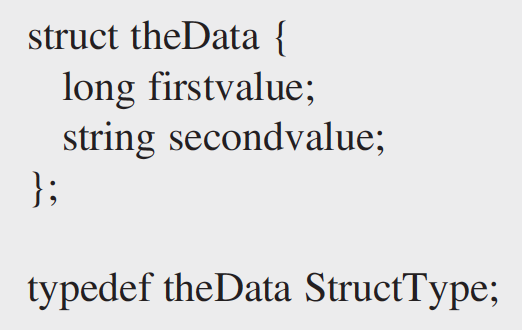 struct theData {
long firstvalue;
string secondvalue;
};
typedef theData StructType;